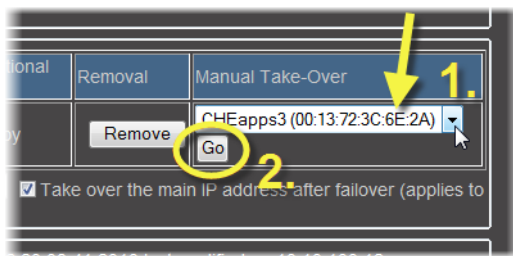 Removal Manual Take-Over
1.
CHEapps3 (00:13:72:3C:6E:2A)
Remove
Go
2.
Take over the main IP address after failover (applies to